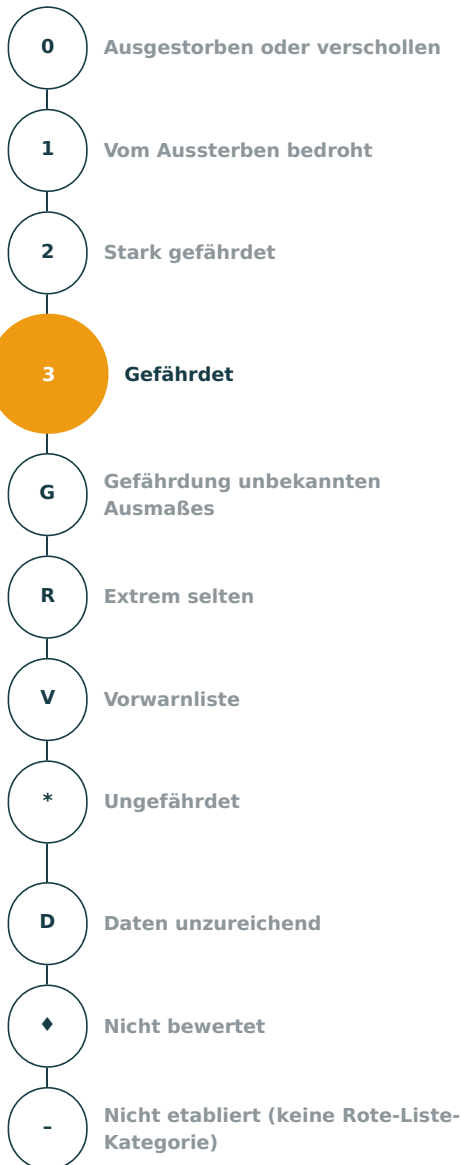 0 Ausgestorben oder verschollen
1 Vom Aussterben bedroht
2 Stark gefährdet
3 Gefährdet
G Gefährdung unbekannten
Ausmaßes
R Extrem selten
V Vorwarnliste
* Ungefährdet
D Daten unzureichend
♦ Nicht bewertet
– Nicht etabliert (keine Rote-Liste-
Kategorie)